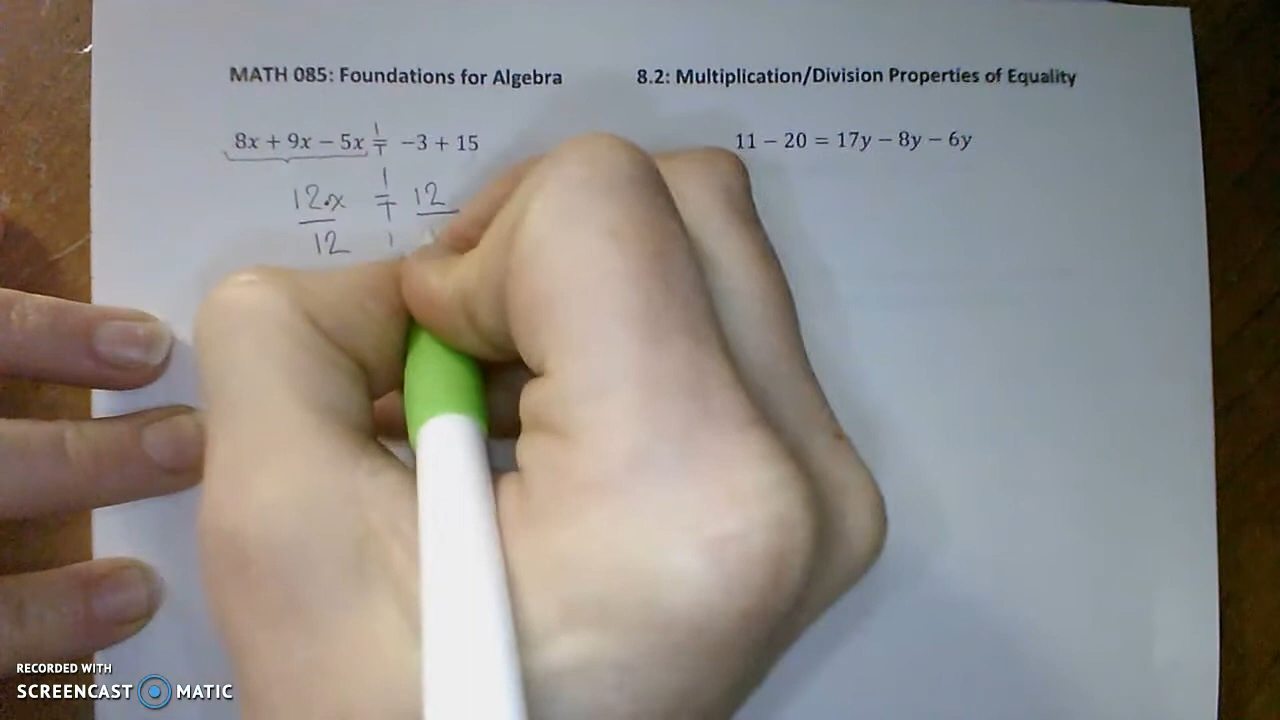 MATH 085: Foundations for Algebra
8.2: Multiplication/Division Properties of Equality
8x + 9x − 5x = −3 + 15
12·x = 12
12
11 − 20 = 17y − 8y − 6y
RECORDED WITH
SCREENCAST MATIC